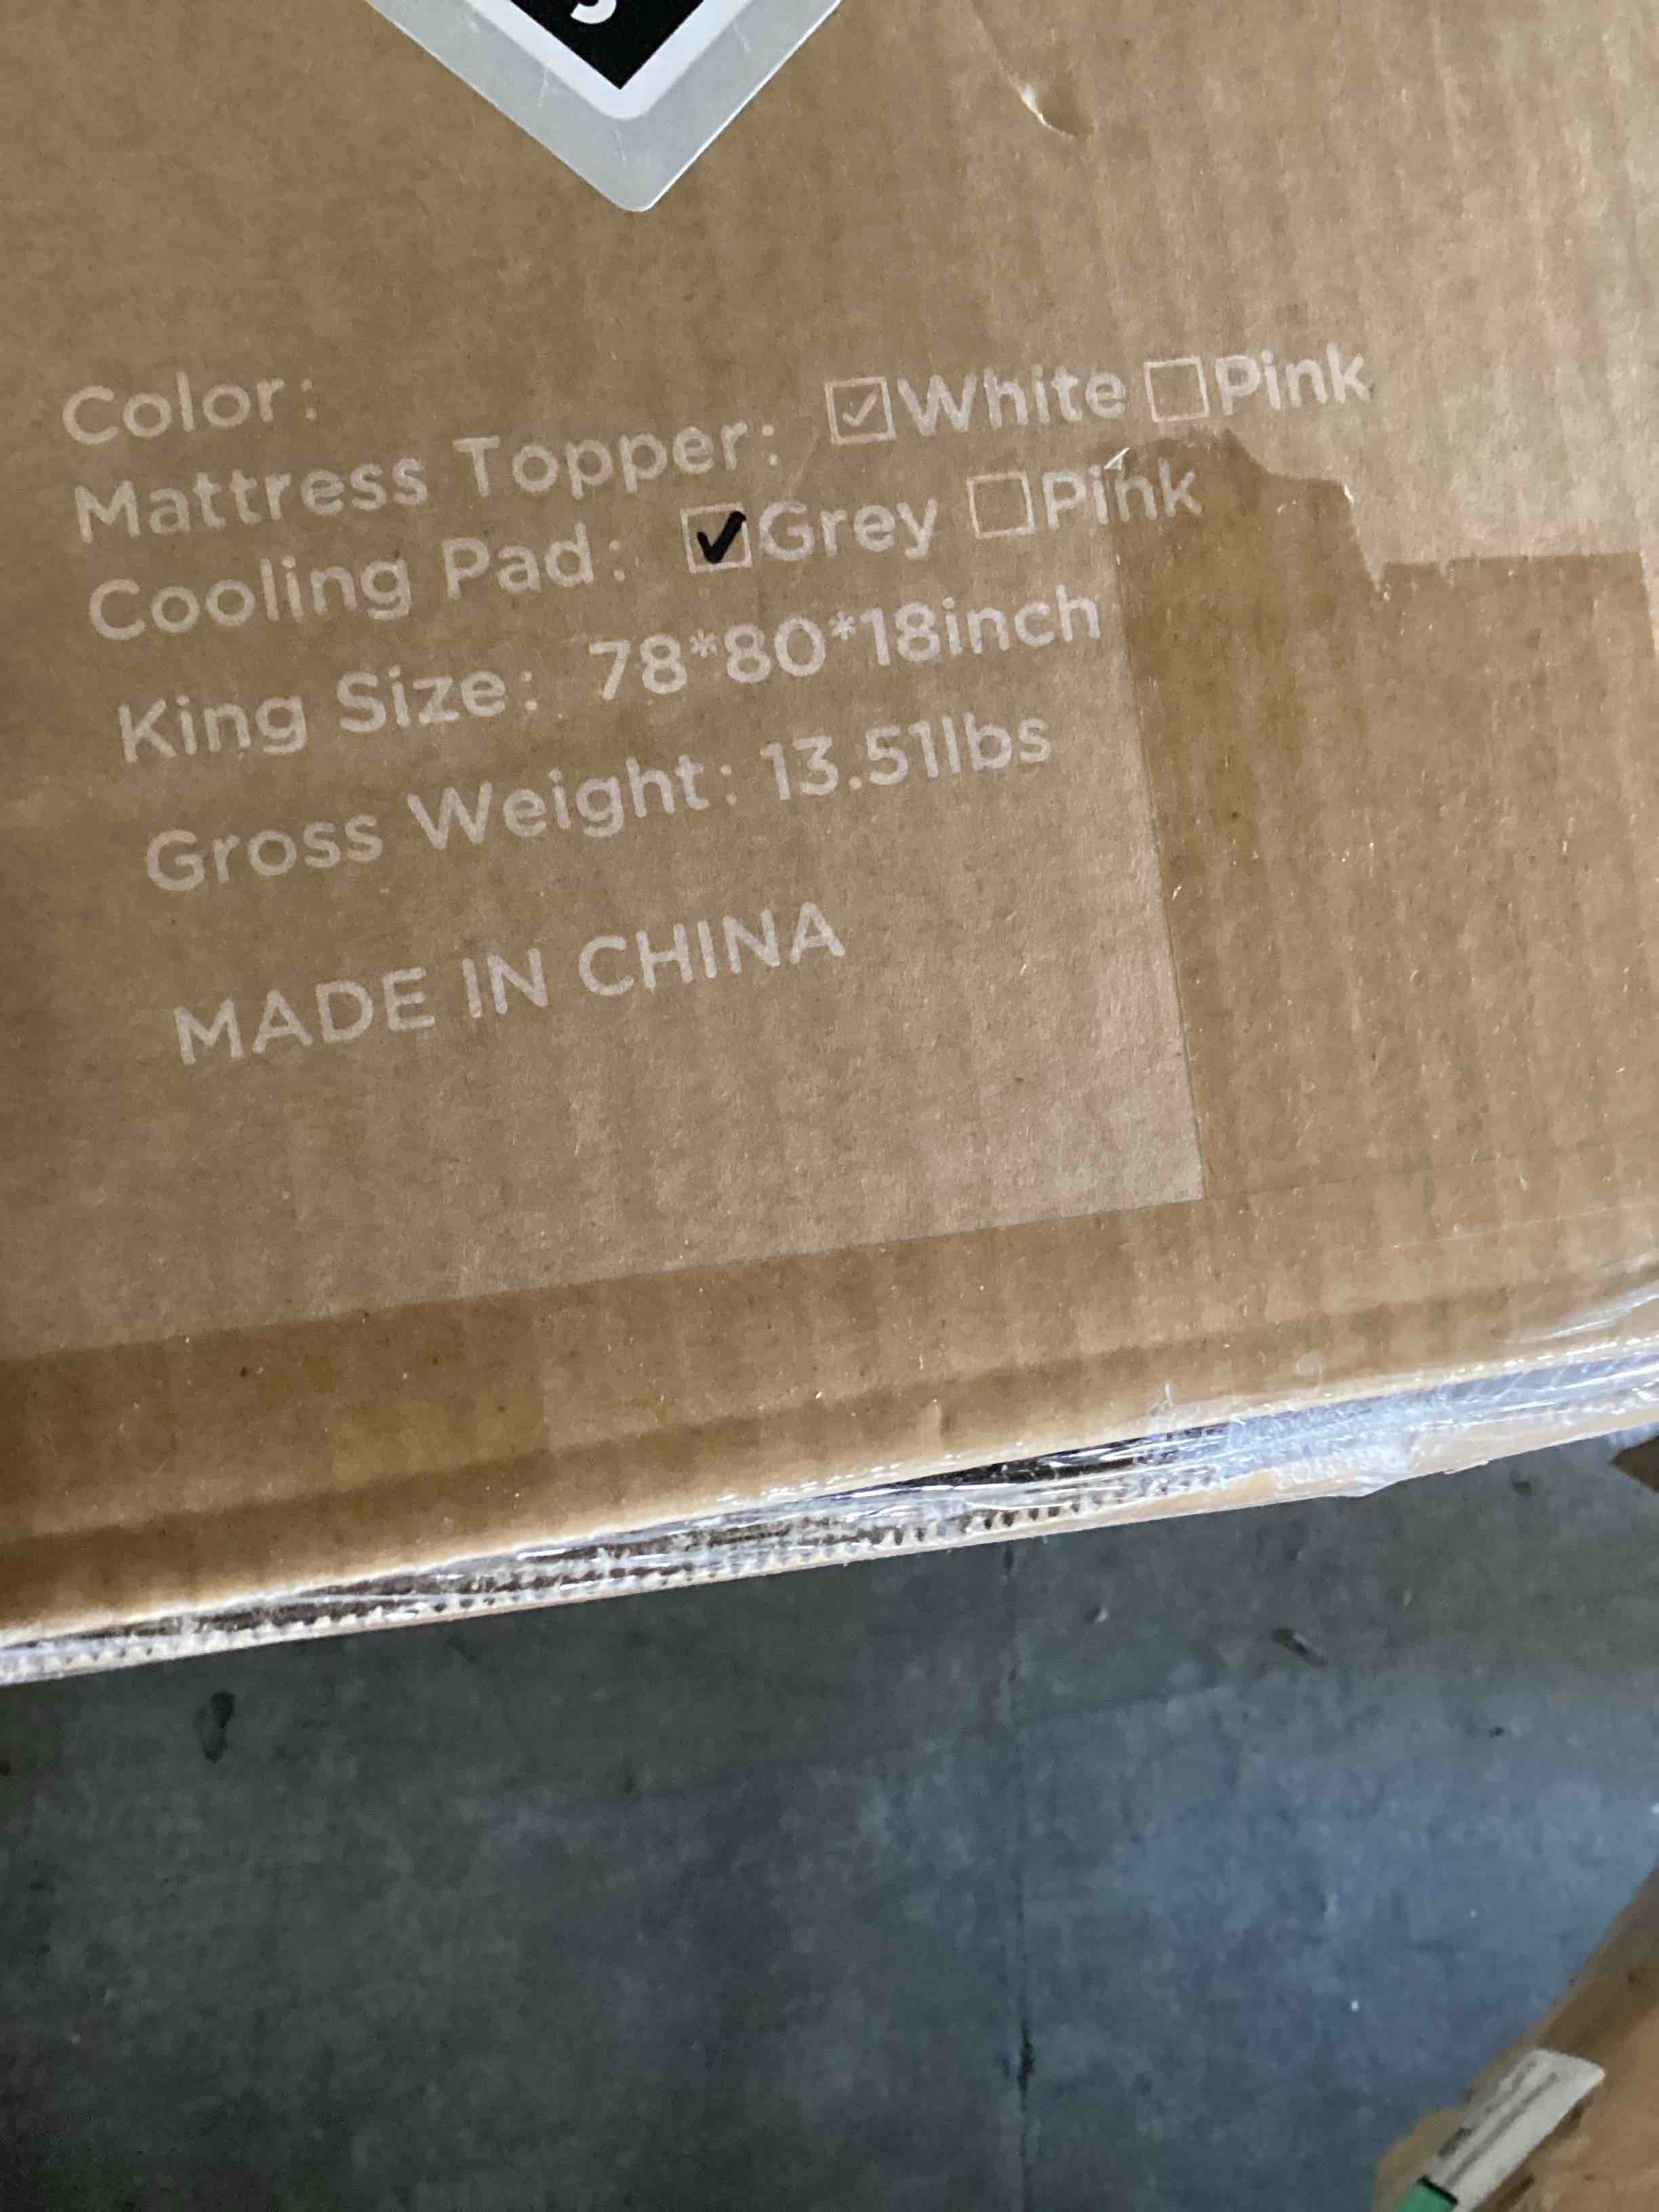 Color:
Mattress Topper: ☑White ☐Pink
Cooling Pad: ☑Grey ☐Pink
King Size: 78*80*18inch
Gross Weight: 13.51lbs
MADE IN CHINA